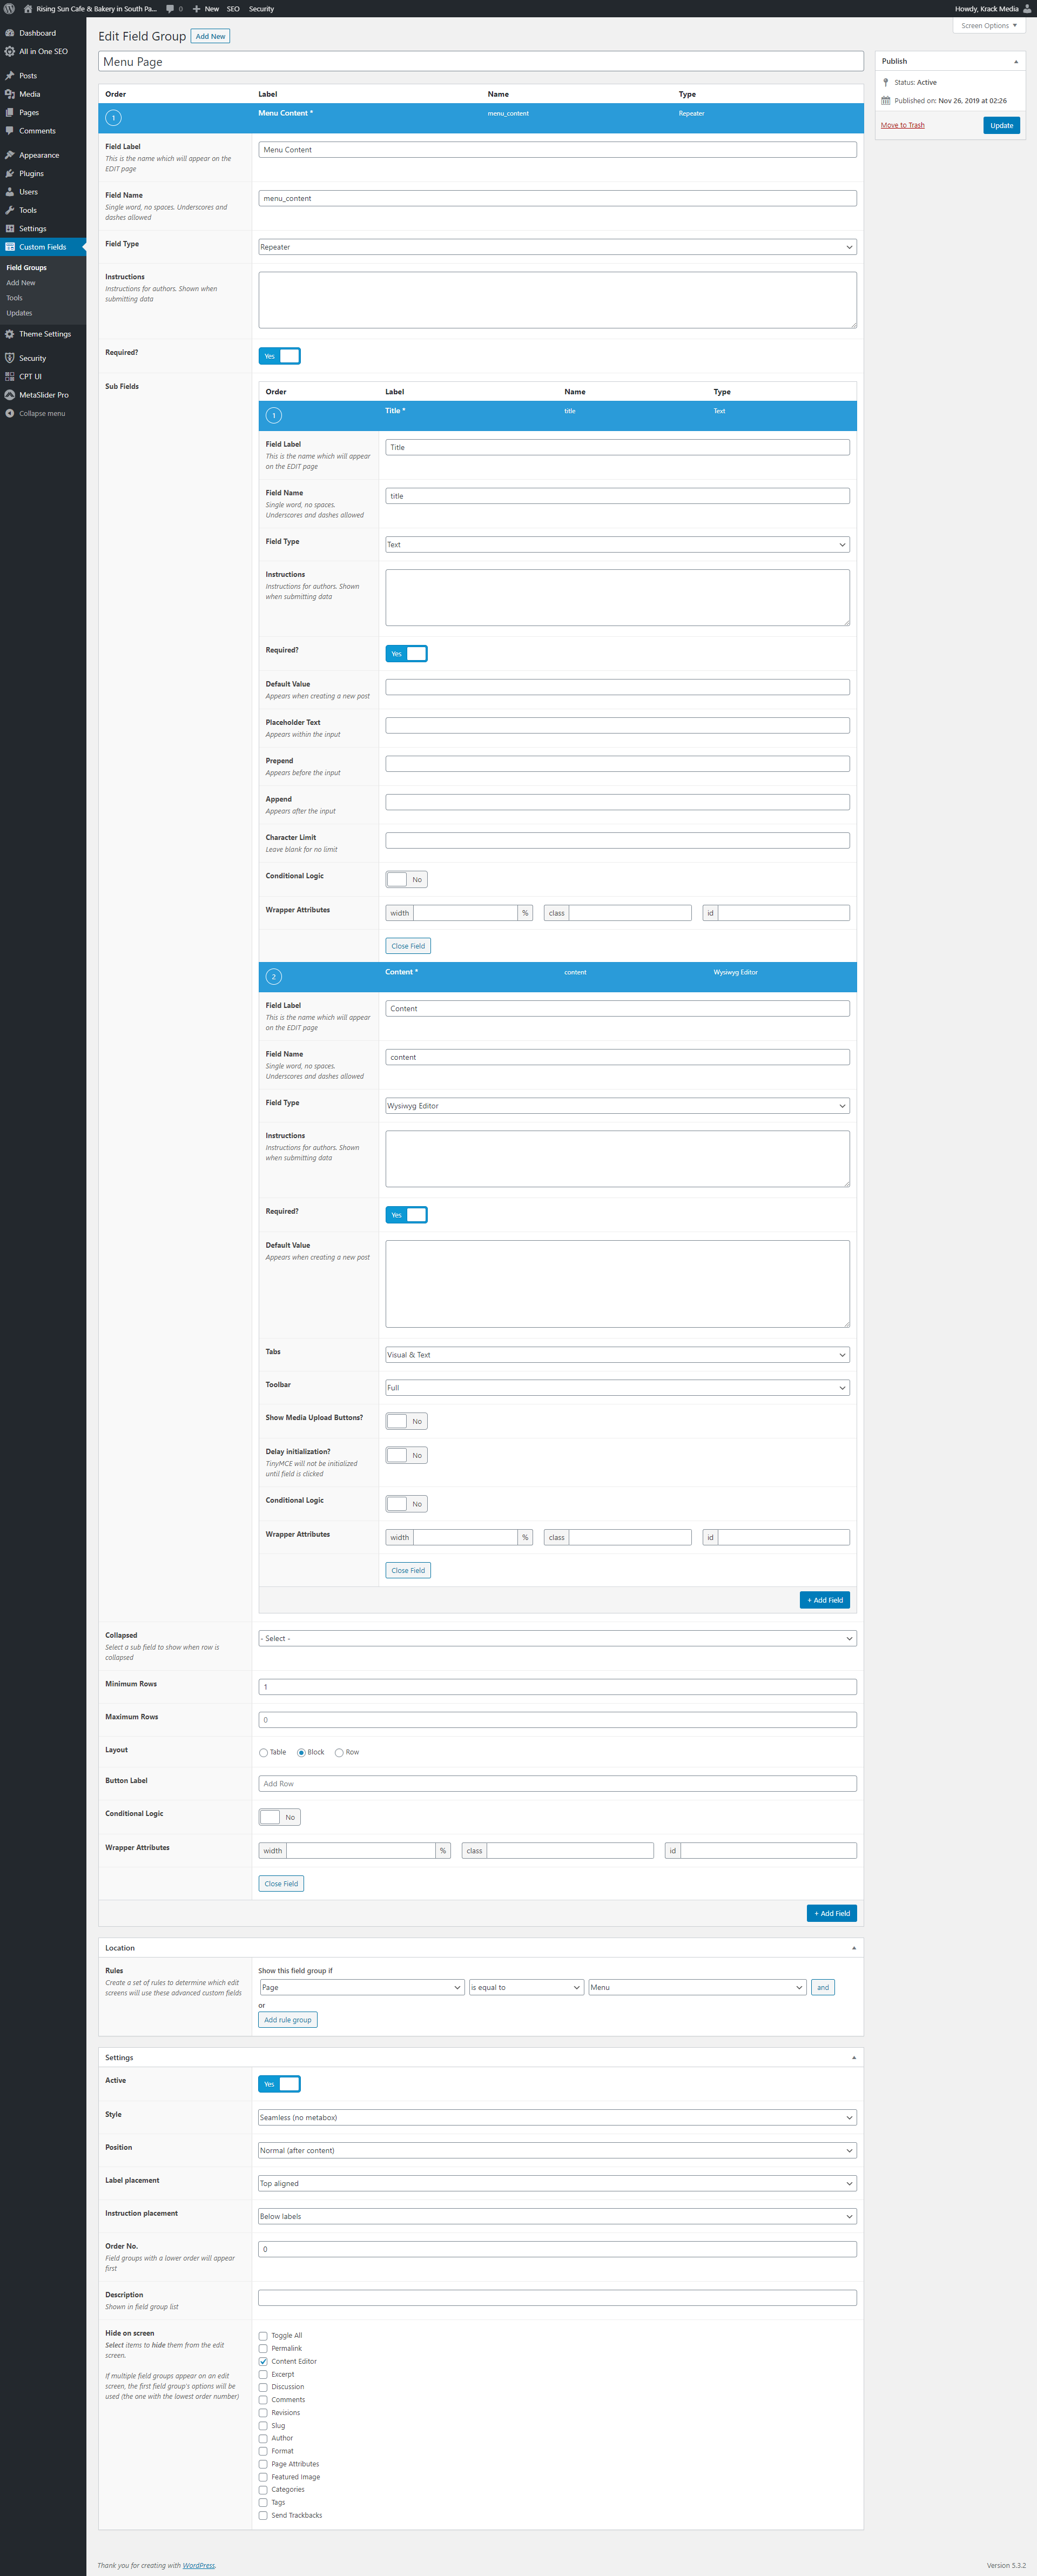 Rising Sun Cafe & Bakery in South Pa...
0
New
SEO
Security
Howdy, Krack Media
Dashboard
All in One SEO
Posts
Media
Pages
Comments
Appearance
Plugins
Users
Tools
Settings
Custom Fields
Field Groups
Add New
Tools
Updates
Theme Settings
Security
CPT UI
MetaSlider Pro
Collapse menu
Screen Options
Edit Field Group
Add New
Menu Page
Publish
Status: Active
Published on: Nov 26, 2019 at 02:26
Move to Trash
Update
Order Label Name Type
1 Menu Content * menu_content Repeater
Field Label
This is the name which will appear on the
EDIT page
Menu Content
Field Name
Single word, no spaces. Underscores and
dashes allowed
menu_content
Field Type
Repeater
Instructions
Instructions for authors. Shown when
submitting data
Required?
Yes
Sub Fields
Order Label Name Type
1 Title * title Text
Field Label
This is the name which will appear
on the EDIT page
Title
Field Name
Single word, no spaces.
Underscores and dashes allowed
title
Field Type
Text
Instructions
Instructions for authors. Shown
when submitting data
Required?
Yes
Default Value
Appears when creating a new post
Placeholder Text
Appears within the input
Prepend
Appears before the input
Append
Appears after the input
Character Limit
Leave blank for no limit
Conditional Logic
No
Wrapper Attributes
width % class id
Close Field
2 Content * content Wysiwyg Editor
Field Label
This is the name which will appear
on the EDIT page
Content
Field Name
Single word, no spaces.
Underscores and dashes allowed
content
Field Type
Wysiwyg Editor
Instructions
Instructions for authors. Shown
when submitting data
Required?
Yes
Default Value
Appears when creating a new post
Tabs
Visual & Text
Toolbar
Full
Show Media Upload Buttons?
No
Delay initialization?
TinyMCE will not be initialized
until field is clicked
No
Conditional Logic
No
Wrapper Attributes
width % class id
Close Field
+ Add Field
Collapsed
Select a sub field to show when row is
collapsed
- Select -
Minimum Rows
1
Maximum Rows
0
Layout
Table Block Row
Button Label
Add Row
Conditional Logic
No
Wrapper Attributes
width % class id
Close Field
+ Add Field
Location
Rules
Create a set of rules to determine which edit
screens will use these advanced custom fields
Show this field group if
Page is equal to Menu and
or
Add rule group
Settings
Active
Yes
Style
Seamless (no metabox)
Position
Normal (after content)
Label placement
Top aligned
Instruction placement
Below labels
Order No.
Field groups with a lower order will appear
first
0
Description
Shown in field group list
Hide on screen
Select items to hide them from the edit
screen.
If multiple field groups appear on an edit
screen, the first field group's options will be
used (the one with the lowest order number)
Toggle All
Permalink
Content Editor
Excerpt
Discussion
Comments
Revisions
Slug
Author
Format
Page Attributes
Featured Image
Categories
Tags
Send Trackbacks
Thank you for creating with WordPress.
Version 5.3.2